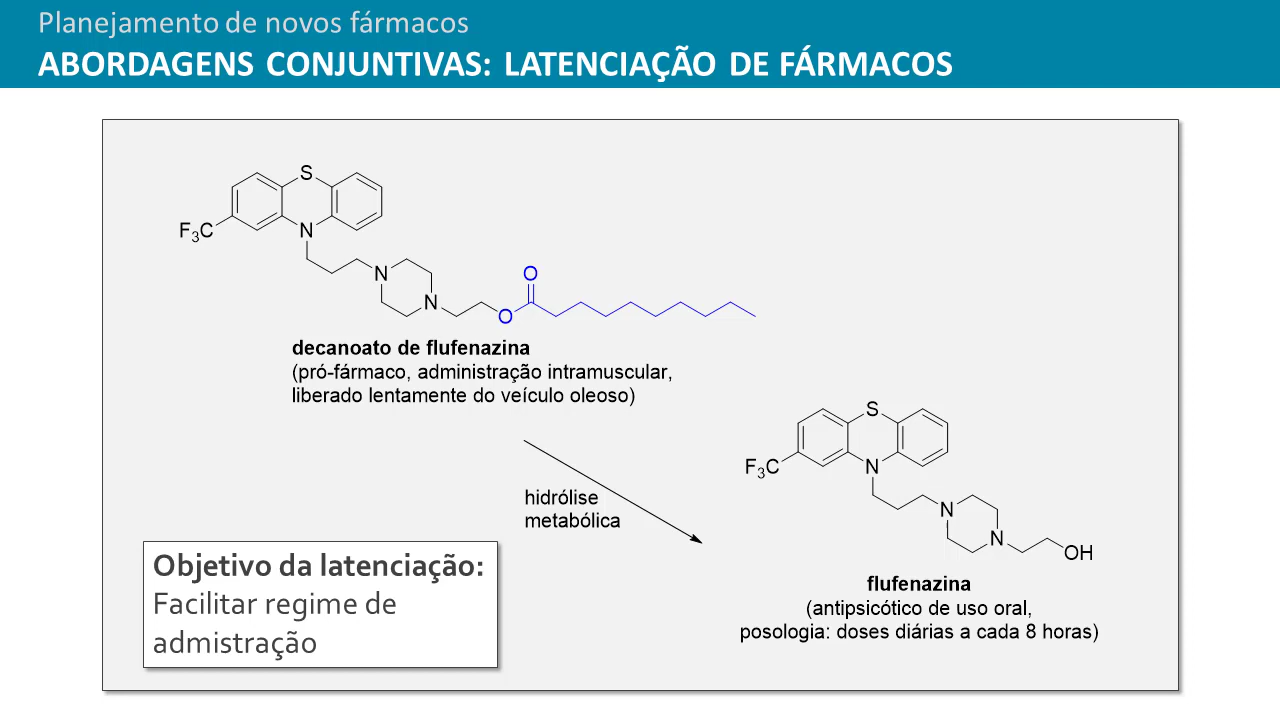 Planejamento de novos fármacos
ABORDAGENS CONJUNTIVAS: LATENCIAÇÃO DE FÁRMACOS
S
F3C
N
N
N
O
O
decanoato de flufenazina
(pró-fármaco, administração intramuscular,
liberado lentamente do veículo oleoso)
S
F3C
N
hidrólise
metabólica
N
N
OH
Objetivo da latenciação:
Facilitar regime de
admistração
flufenazina
(antipsicótico de uso oral,
posologia: doses diárias a cada 8 horas)